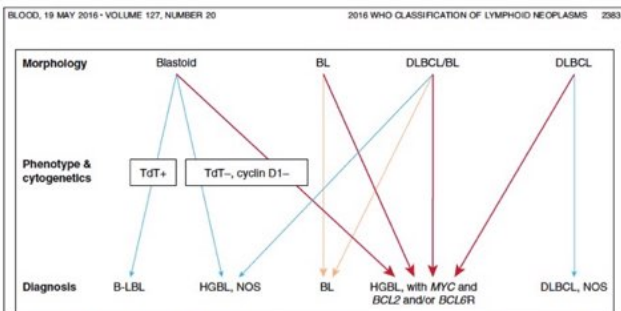 BLOOD, 19 MAY 2016 • VOLUME 127, NUMBER 20 2016 WHO CLASSIFICATION OF LYMPHOID NEOPLASMS 2383
Morphology Blastoid BL DLBCL/BL DLBCL
Phenotype &
cytogenetics
TdT+ TdT–, cyclin D1–
Diagnosis B-LBL HGBL, NOS BL HGBL, with MYC and DLBCL, NOS
BCL2 and/or BCL6R